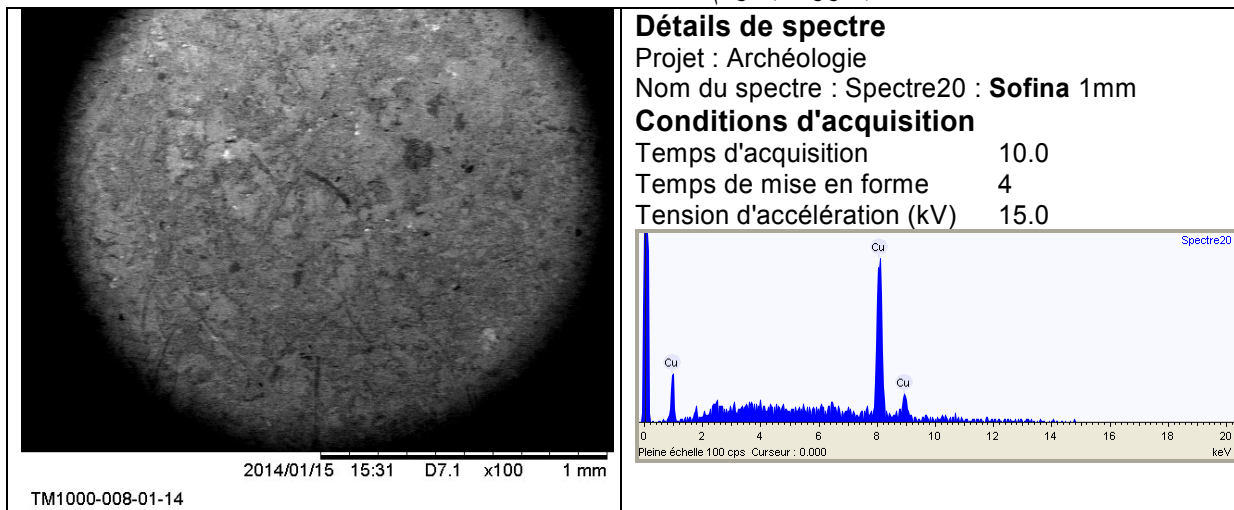 Détails de spectre
Projet : Archéologie
Nom du spectre : Spectre20 : Sofina 1mm
Conditions d'acquisition
Temps d'acquisition 10.0
Temps de mise en forme 4
Tension d'accélération (kV) 15.0
Spectre20
Cu
Cu
Cu
0 2 4 6 8 10 12 14 16 18 20
Pleine échelle 100 cps Curseur : 0.000 keV
2014/01/15 15:31 D7.1 x100 1 mm
TM1000-008-01-14